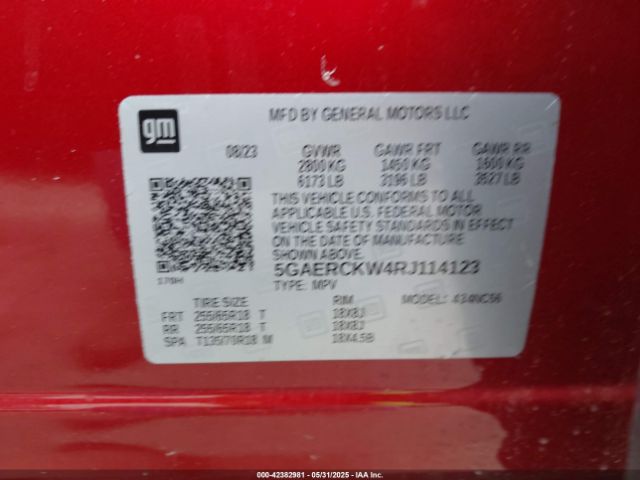 gm
MFD BY GENERAL MOTORS LLC
08/23 GVWR GAWR FRT GAWR RR
2800 KG 1450 KG 1600 KG
6173 LB 3196 LB 3527 LB
THIS VEHICLE CONFORMS TO ALL
APPLICABLE U.S. FEDERAL MOTOR
VEHICLE SAFETY STANDARDS IN EFFECT
ON THE DATE OF MANUFACTURE
SHOWN ABOVE.
5GAERCKW4RJ114123
TYPE: MPV MODEL:
TIRE SIZE RIM
FRT 255/65R18 T 18X8J
RR 255/65R18 T 18X8J
SPA T135/70R18 M 18X4.5B
000-42382981 - 05/31/2025 - IAA Inc.